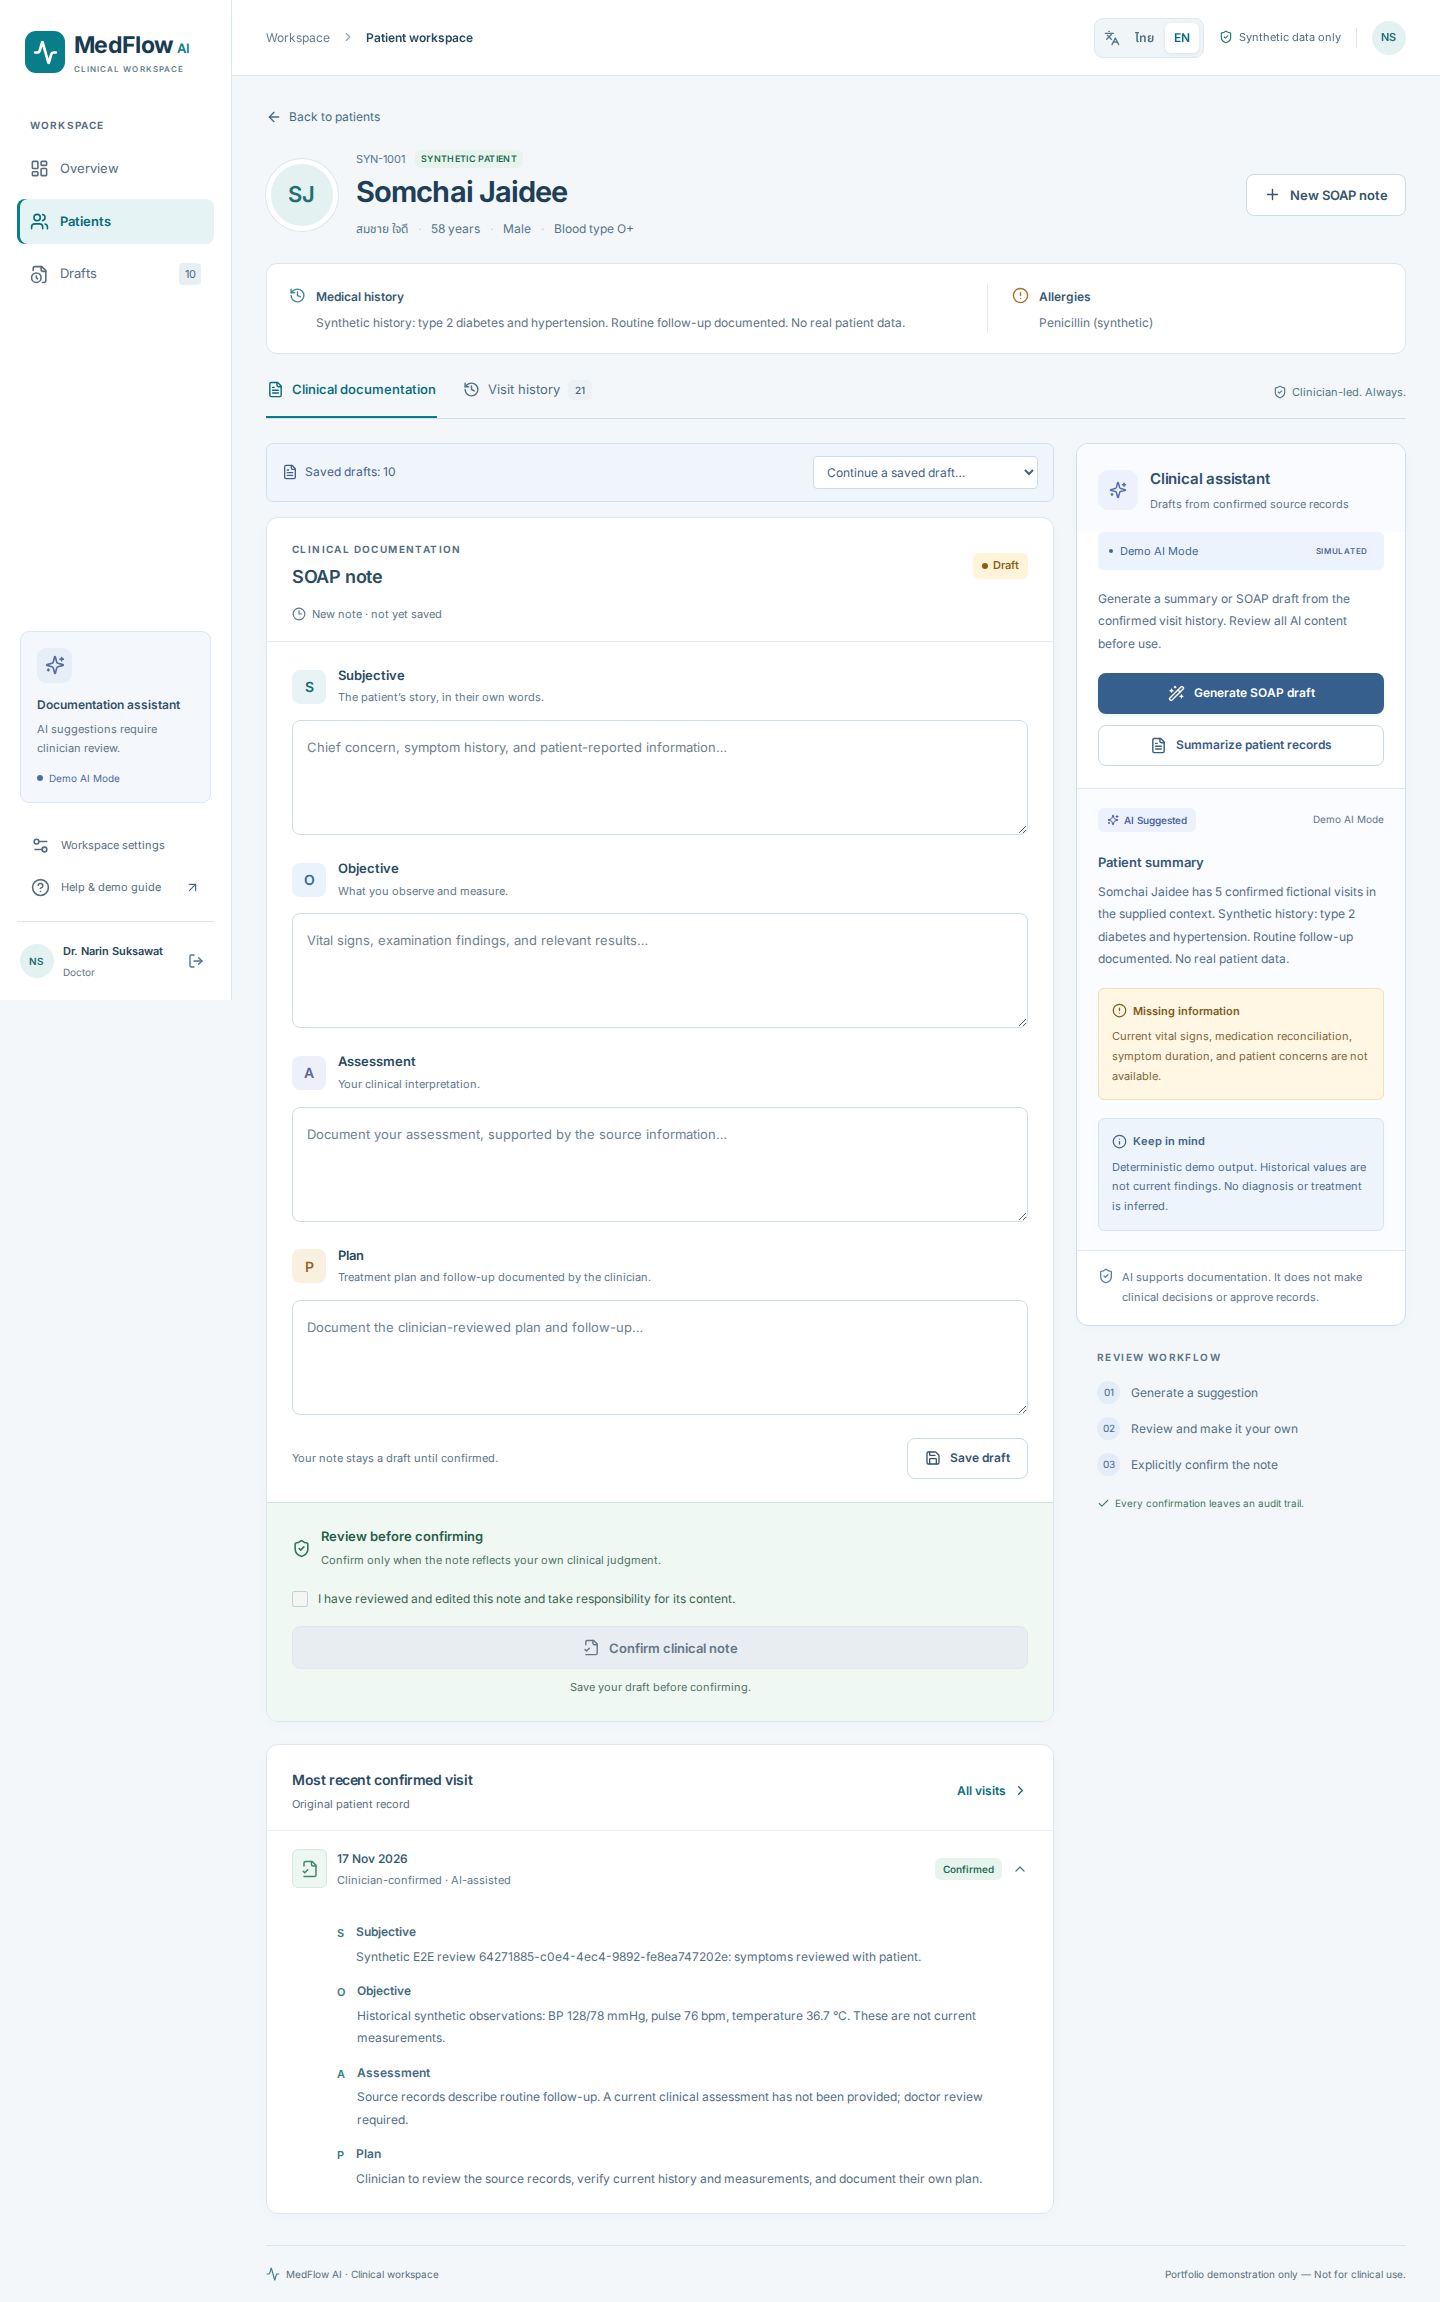 MedFlow AI
CLINICAL WORKSPACE
WORKSPACE
Overview
Patients
Drafts 10
Documentation assistant
AI suggestions require
clinician review.
Demo AI Mode
Workspace settings
Help & demo guide
NS Dr. Narin Suksawat
Doctor
Workspace Patient workspace
ไทย EN Synthetic data only NS
Back to patients
SJ
SYN-1001 SYNTHETIC PATIENT
Somchai Jaidee
สมชาย ใจดี · 58 years · Male · Blood type O+
New SOAP note
Medical history
Synthetic history: type 2 diabetes and hypertension. Routine follow-up documented. No real patient data.
Allergies
Penicillin (synthetic)
Clinical documentation Visit history 21
Clinician-led. Always.
Saved drafts: 10 Continue a saved draft...
CLINICAL DOCUMENTATION
SOAP note
Draft
New note · not yet saved
S Subjective
The patient's story, in their own words.
Chief concern, symptom history, and patient-reported information...
O Objective
What you observe and measure.
Vital signs, examination findings, and relevant results...
A Assessment
Your clinical interpretation.
Document your assessment, supported by the source information...
P Plan
Treatment plan and follow-up documented by the clinician.
Document the clinician-reviewed plan and follow-up...
Your note stays a draft until confirmed. Save draft
Review before confirming
Confirm only when the note reflects your own clinical judgment.
I have reviewed and edited this note and take responsibility for its content.
Confirm clinical note
Save your draft before confirming.
Most recent confirmed visit
Original patient record
All visits
17 Nov 2026
Clinician-confirmed · AI-assisted
Confirmed
S Subjective
Synthetic E2E review 64271885-c0e4-4ec4-9892-fe8ea747202e: symptoms reviewed with patient.
O Objective
Historical synthetic observations: BP 128/78 mmHg, pulse 76 bpm, temperature 36.7 °C. These are not current
measurements.
A Assessment
Source records describe routine follow-up. A current clinical assessment has not been provided; doctor review
required.
P Plan
Clinician to review the source records, verify current history and measurements, and document their own plan.
Clinical assistant
Drafts from confirmed source records
Demo AI Mode SIMULATED
Generate a summary or SOAP draft from the
confirmed visit history. Review all AI content
before use.
Generate SOAP draft
Summarize patient records
AI Suggested Demo AI Mode
Patient summary
Somchai Jaidee has 5 confirmed fictional visits in
the supplied context. Synthetic history: type 2
diabetes and hypertension. Routine follow-up
documented. No real patient data.
Missing information
Current vital signs, medication reconciliation,
symptom duration, and patient concerns are not
available.
Keep in mind
Deterministic demo output. Historical values are
not current findings. No diagnosis or treatment
is inferred.
AI supports documentation. It does not make
clinical decisions or approve records.
REVIEW WORKFLOW
01 Generate a suggestion
02 Review and make it your own
03 Explicitly confirm the note
Every confirmation leaves an audit trail.
MedFlow AI · Clinical workspace
Portfolio demonstration only — Not for clinical use.